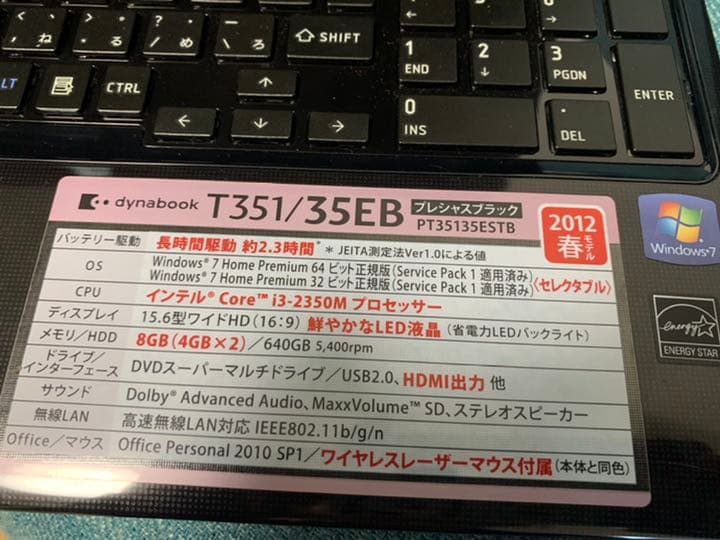 , ね
> 。 る
? ・ / め
_ ろ
⇧ SHIFT
1 END
2 ↓
3 PGDN
ENTER
LT
CTRL
↑
← ↓ →
0 INS
. DEL
dynabook T351/35EB プレシャスブラック PT35135ESTB
2012 春モデル
バッテリー駆動 長時間駆動 約2.3時間* * JEITA測定法Ver1.0による値
OS Windows® 7 Home Premium 64 ビット正規版(Service Pack 1 適用済み)
Windows® 7 Home Premium 32 ビット正規版(Service Pack 1 適用済み)〈セレクタブル〉
CPU インテル® Core™ i3-2350M プロセッサー
ディスプレイ 15.6型ワイドHD(16:9) 鮮やかなLED液晶(省電力LEDバックライト)
メモリ/HDD 8GB(4GB×2)/640GB 5,400rpm
ドライブ/インターフェース DVDスーパーマルチドライブ/USB2.0、HDMI出力 他
サウンド Dolby® Advanced Audio、MaxxVolume™ SD、ステレオスピーカー
無線LAN 高速無線LAN対応 IEEE802.11b/g/n
Office/マウス Office Personal 2010 SP1/ワイヤレスレーザーマウス付属(本体と同色)
Windows®7
energy
ENERGY STAR